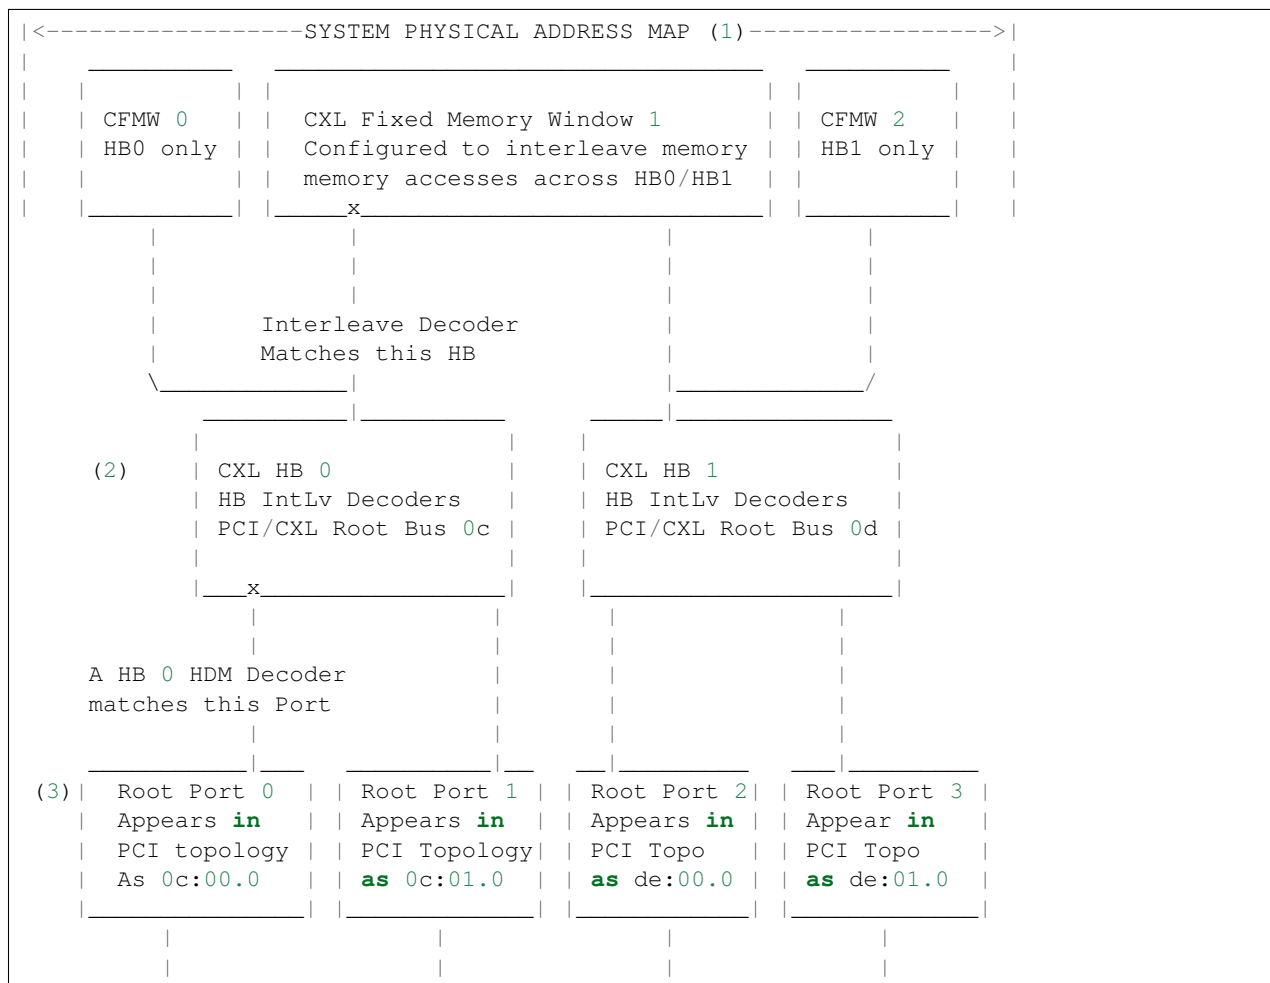 |<------------------SYSTEM PHYSICAL ADDRESS MAP (1)----------------->|
CFMW 0 CXL Fixed Memory Window 1 CFMW 2
HB0 only Configured to interleave memory HB1 only
memory accesses across HB0/HB1
x
Interleave Decoder
Matches this HB
(2) CXL HB 0 CXL HB 1
HB IntLv Decoders HB IntLv Decoders
PCI/CXL Root Bus 0c PCI/CXL Root Bus 0d
x
A HB 0 HDM Decoder
matches this Port
(3) Root Port 0 Root Port 1 Root Port 2 Root Port 3
Appears in Appears in Appears in Appear in
PCI topology PCI Topology PCI Topo PCI Topo
As 0c:00.0 as 0c:01.0 as de:00.0 as de:01.0